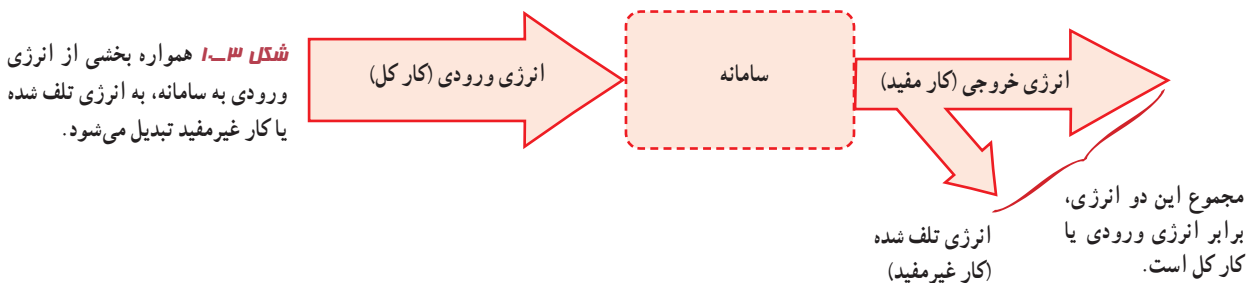 شکل ۳ــ۱۰ همواره بخشی از انرژی
ورودی به سامانه، به انرژی تلف شده
یا کار غیرمفید تبدیل می‌شود.
انرژی ورودی (کار کل)
سامانه
انرژی خروجی (کار مفید)
انرژی تلف شده
(کار غیرمفید)
مجموع این دو انرژی،
برابر انرژی ورودی یا
کار کل است.